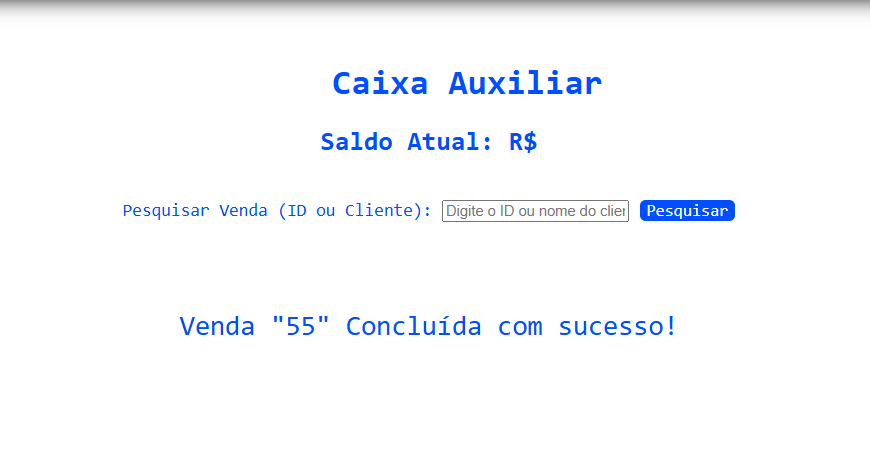 Caixa Auxiliar
Saldo Atual: R$
Pesquisar Venda (ID ou Cliente): Digite o ID ou nome do clien Pesquisar
Venda "55" Concluída com sucesso!